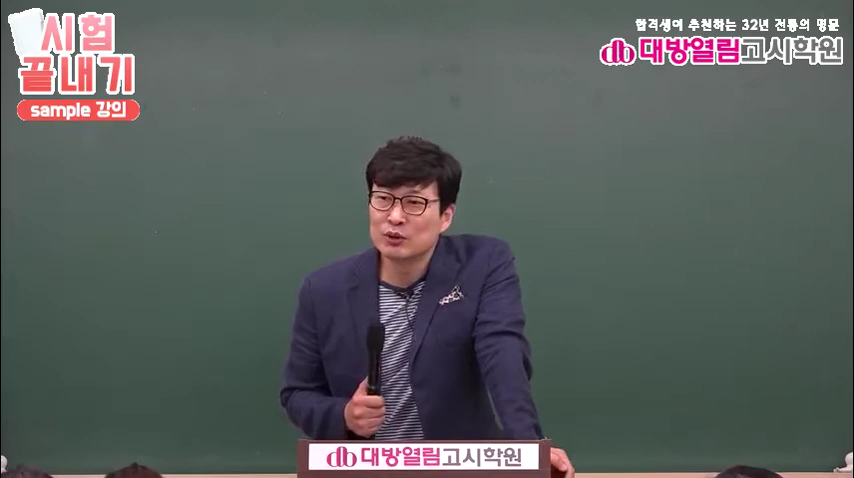 시험
끝내기
sample 강의
합격생이 추천하는 32년 전통의 명문
대방열림고시학원
대방열림고시학원